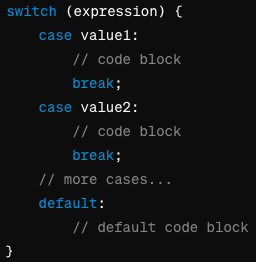 switch (expression) {
    case value1:
        // code block
        break;
    case value2:
        // code block
        break;
    // more cases...
    default:
        // default code block
}